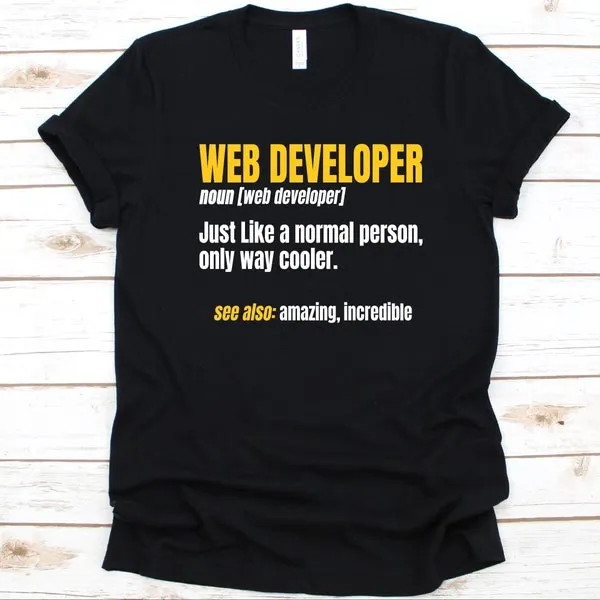 WEB DEVELOPER
noun [web developer]
Just Like a normal person,
only way cooler.
see also: amazing, incredible